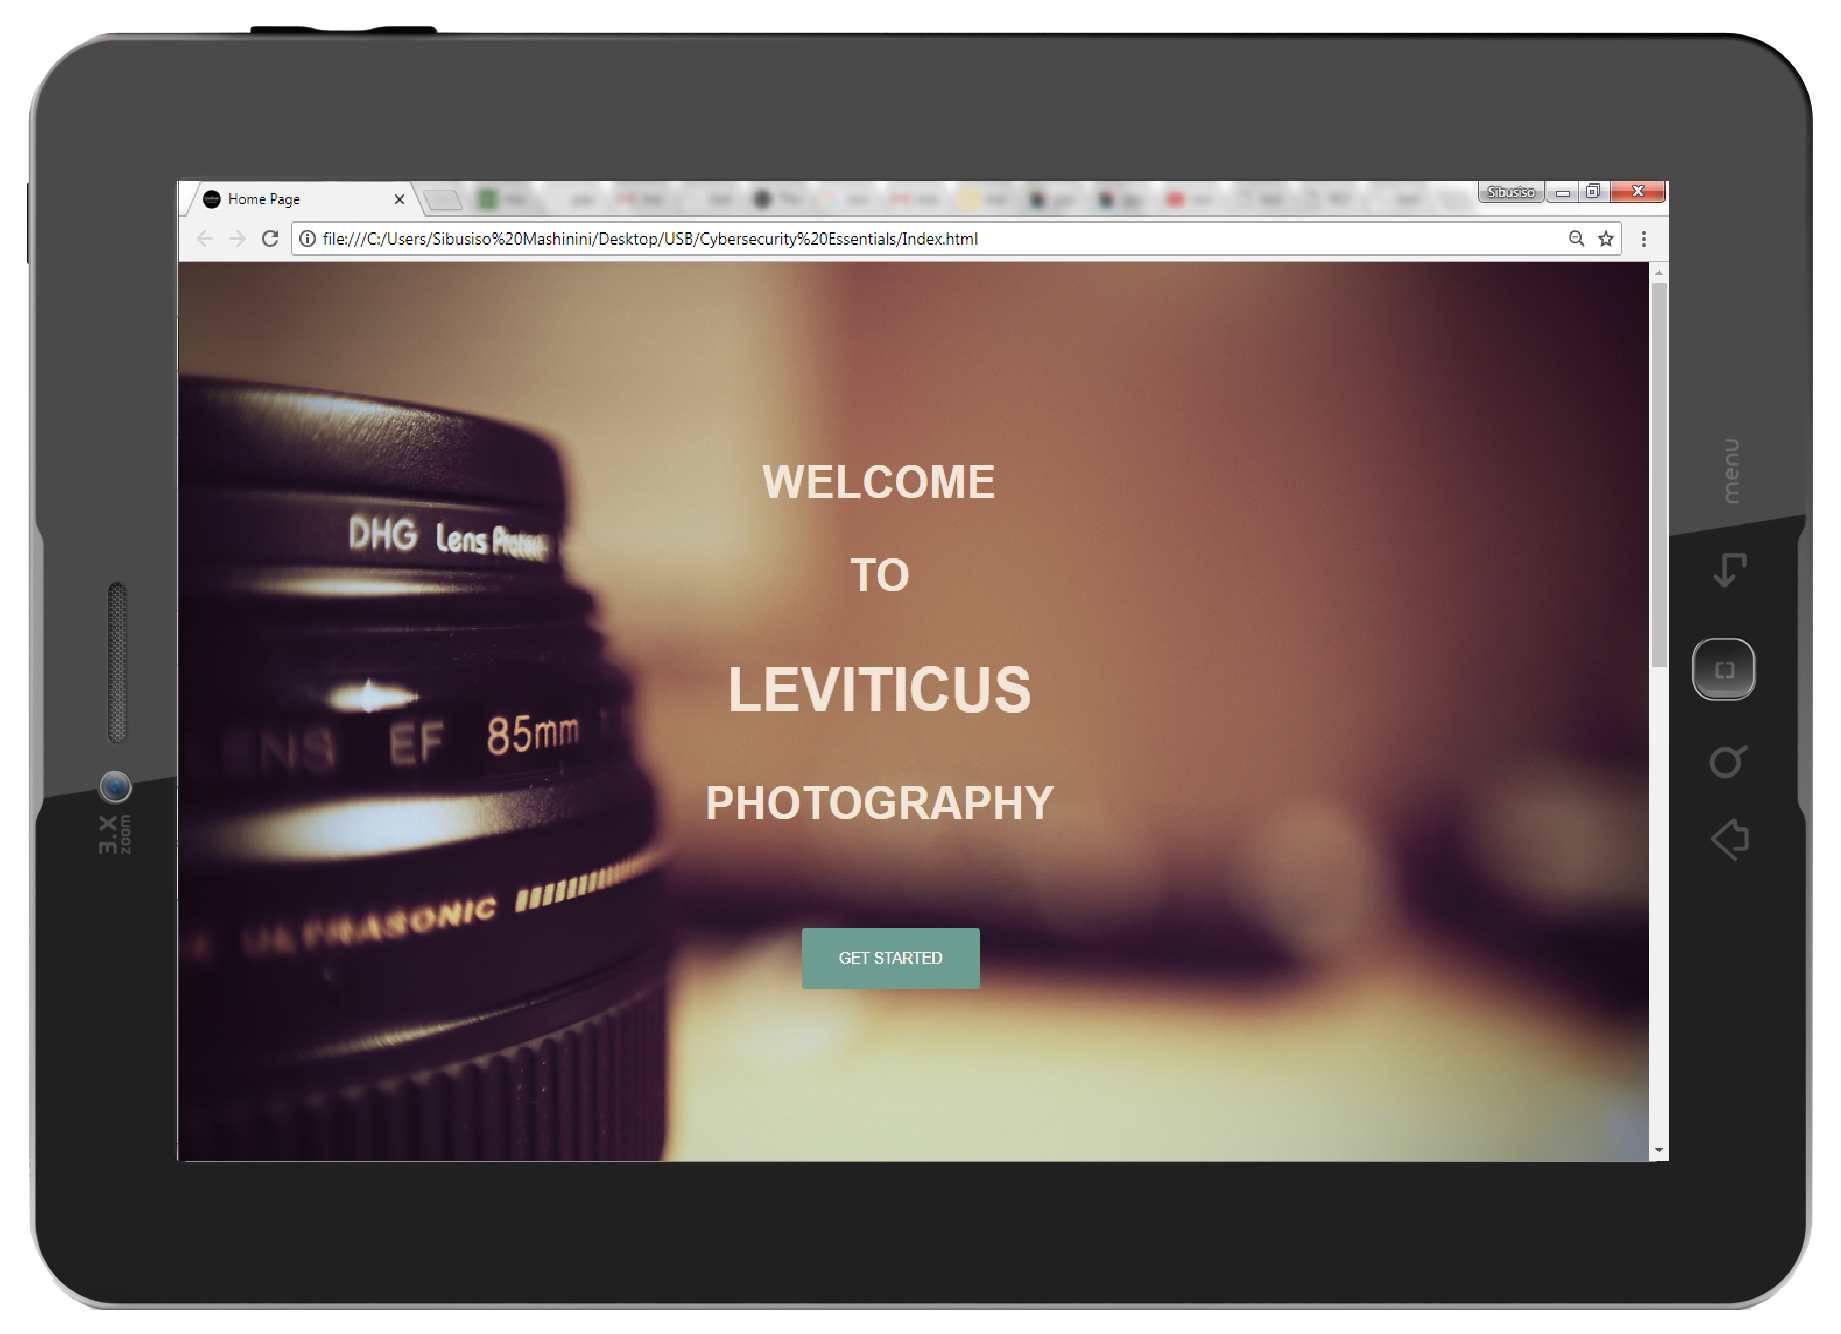 Home Page
Sibusiso
file:///C:/Users/Sibusiso%20Mashinini/Desktop/USB/Cybersecurity%20Essentials/Index.html
WELCOME
TO
LEVITICUS
PHOTOGRAPHY
GET STARTED
DHG Lens
LENS EF 85mm
ULTRASONIC
3.X
zoom
menu